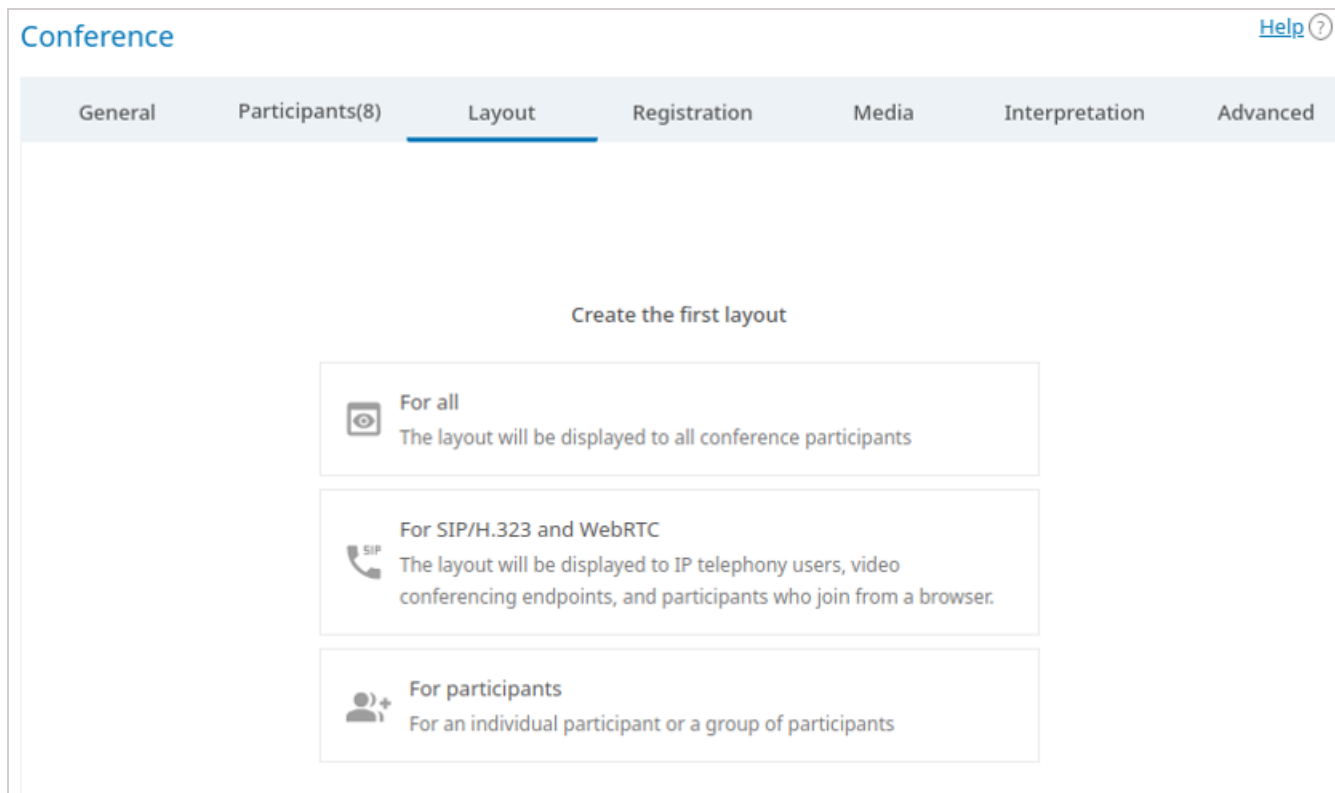 Conference
Help ?
General Participants(8) Layout Registration Media Interpretation Advanced
Create the first layout
For all
The layout will be displayed to all conference participants
SIP
For SIP/H.323 and WebRTC
The layout will be displayed to IP telephony users, video
conferencing endpoints, and participants who join from a browser.
For participants
For an individual participant or a group of participants